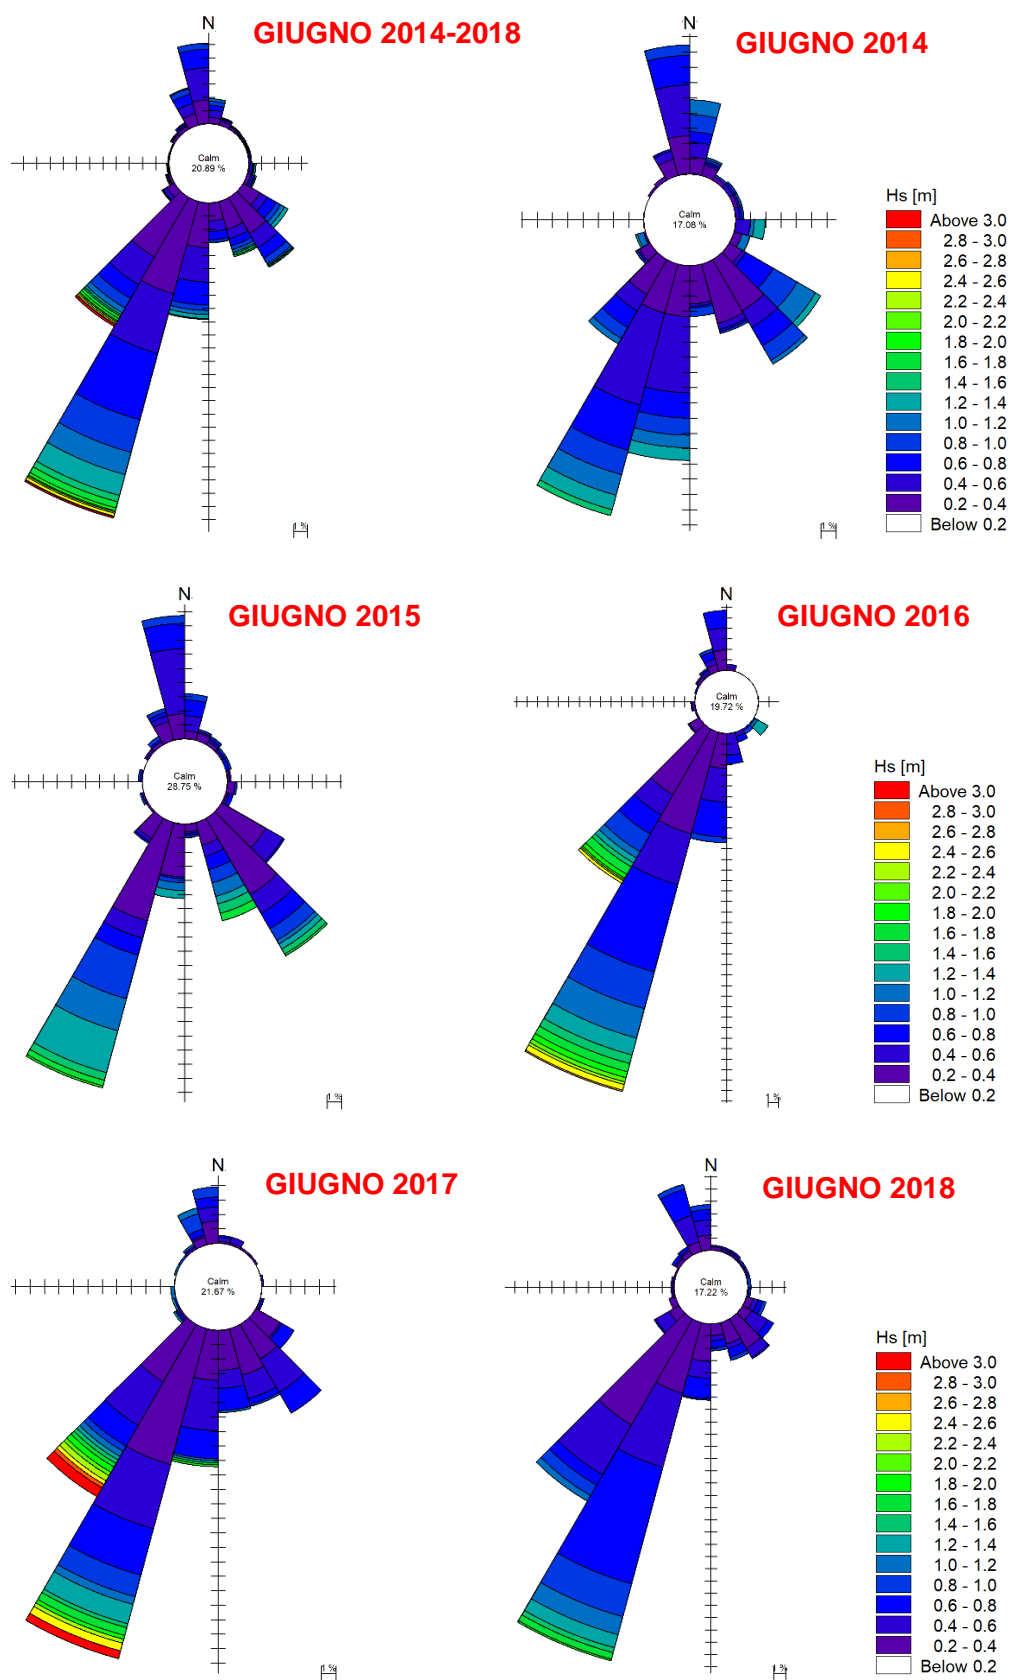 N
GIUGNO 2014-2018
Calm
20.89 %
1 %
N
GIUGNO 2014
Calm
17.08 %
1 %
Hs [m]
Above 3.0
2.8 - 3.0
2.6 - 2.8
2.4 - 2.6
2.2 - 2.4
2.0 - 2.2
1.8 - 2.0
1.6 - 1.8
1.4 - 1.6
1.2 - 1.4
1.0 - 1.2
0.8 - 1.0
0.6 - 0.8
0.4 - 0.6
0.2 - 0.4
Below 0.2
N
GIUGNO 2015
Calm
28.75 %
1 %
N
GIUGNO 2016
Calm
19.72 %
1 %
Hs [m]
Above 3.0
2.8 - 3.0
2.6 - 2.8
2.4 - 2.6
2.2 - 2.4
2.0 - 2.2
1.8 - 2.0
1.6 - 1.8
1.4 - 1.6
1.2 - 1.4
1.0 - 1.2
0.8 - 1.0
0.6 - 0.8
0.4 - 0.6
0.2 - 0.4
Below 0.2
N
GIUGNO 2017
Calm
21.67 %
1 %
N
GIUGNO 2018
Calm
17.22 %
1 %
Hs [m]
Above 3.0
2.8 - 3.0
2.6 - 2.8
2.4 - 2.6
2.2 - 2.4
2.0 - 2.2
1.8 - 2.0
1.6 - 1.8
1.4 - 1.6
1.2 - 1.4
1.0 - 1.2
0.8 - 1.0
0.6 - 0.8
0.4 - 0.6
0.2 - 0.4
Below 0.2